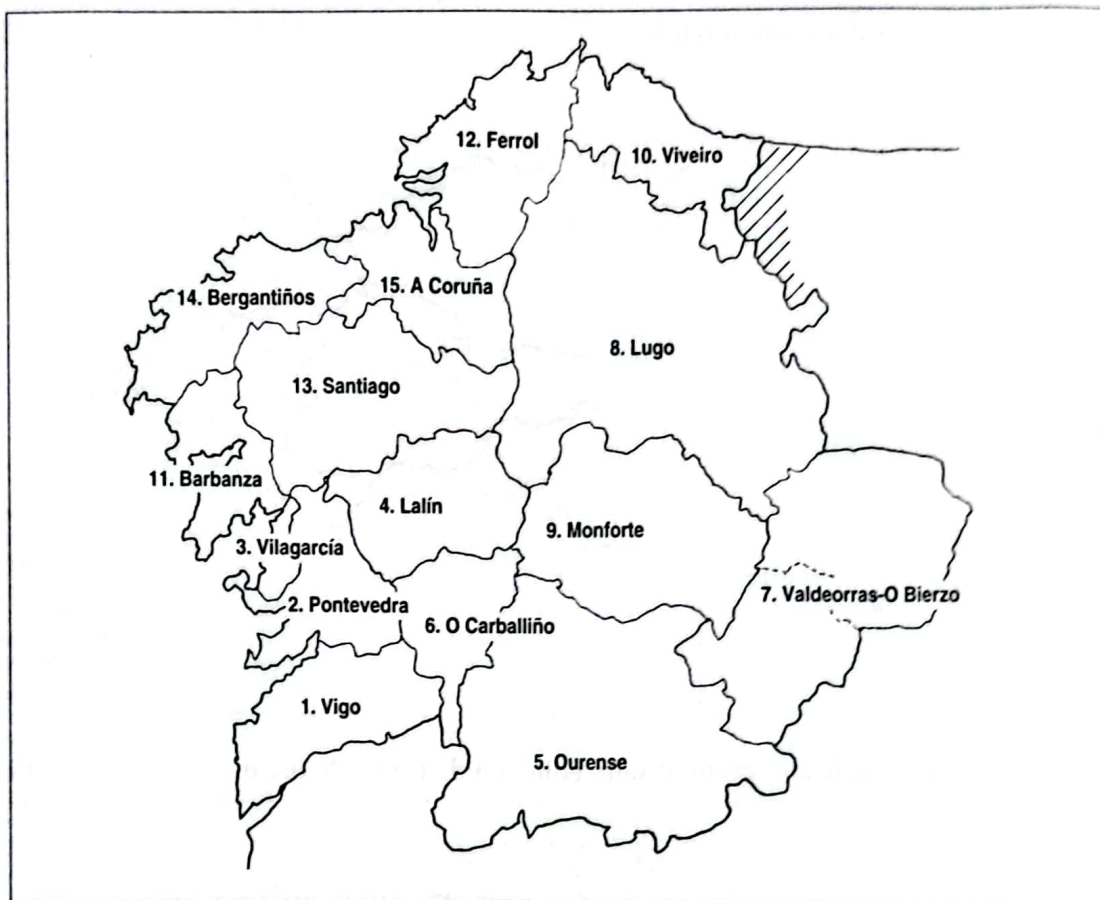 12. Ferrol
10. Viveiro
15. A Coruña
14. Bergantiños
8. Lugo
13. Santiago
11. Barbanza
4. Lalín
9. Monforte
3. Vilagarcía
7. Valdeorras-O Bierzo
2. Pontevedra
6. O Carballiño
1. Vigo
5. Ourense